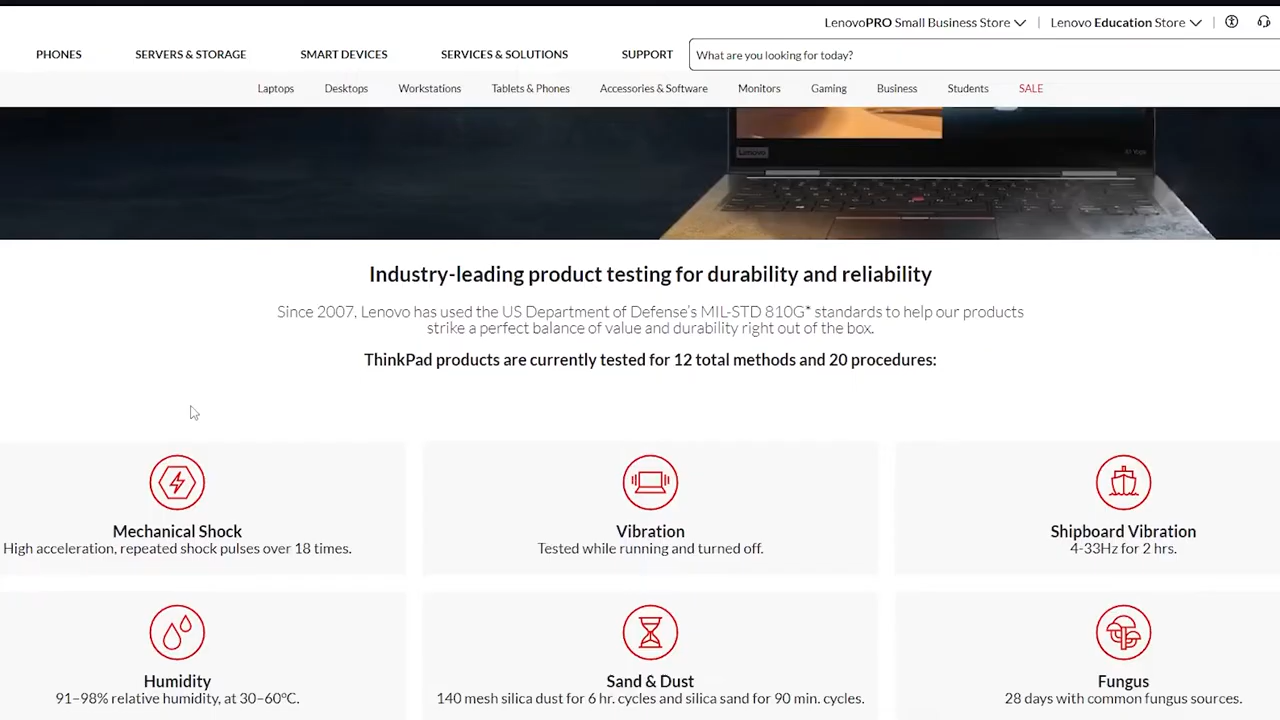 LenovoPRO Small Business Store | Lenovo Education Store |
PHONES SERVERS & STORAGE SMART DEVICES SERVICES & SOLUTIONS SUPPORT What are you looking for today?
Laptops Desktops Workstations Tablets & Phones Accessories & Software Monitors Gaming Business Students SALE
Lenovo X1 Yoga
Industry-leading product testing for durability and reliability
Since 2007, Lenovo has used the US Department of Defense's MIL-STD 810G* standards to help our products
strike a perfect balance of value and durability right out of the box.
ThinkPad products are currently tested for 12 total methods and 20 procedures:
Mechanical Shock
High acceleration, repeated shock pulses over 18 times.
Vibration
Tested while running and turned off.
Shipboard Vibration
4-33Hz for 2 hrs.
Humidity
91–98% relative humidity, at 30–60°C.
Sand & Dust
140 mesh silica dust for 6 hr. cycles and silica sand for 90 min. cycles.
Fungus
28 days with common fungus sources.